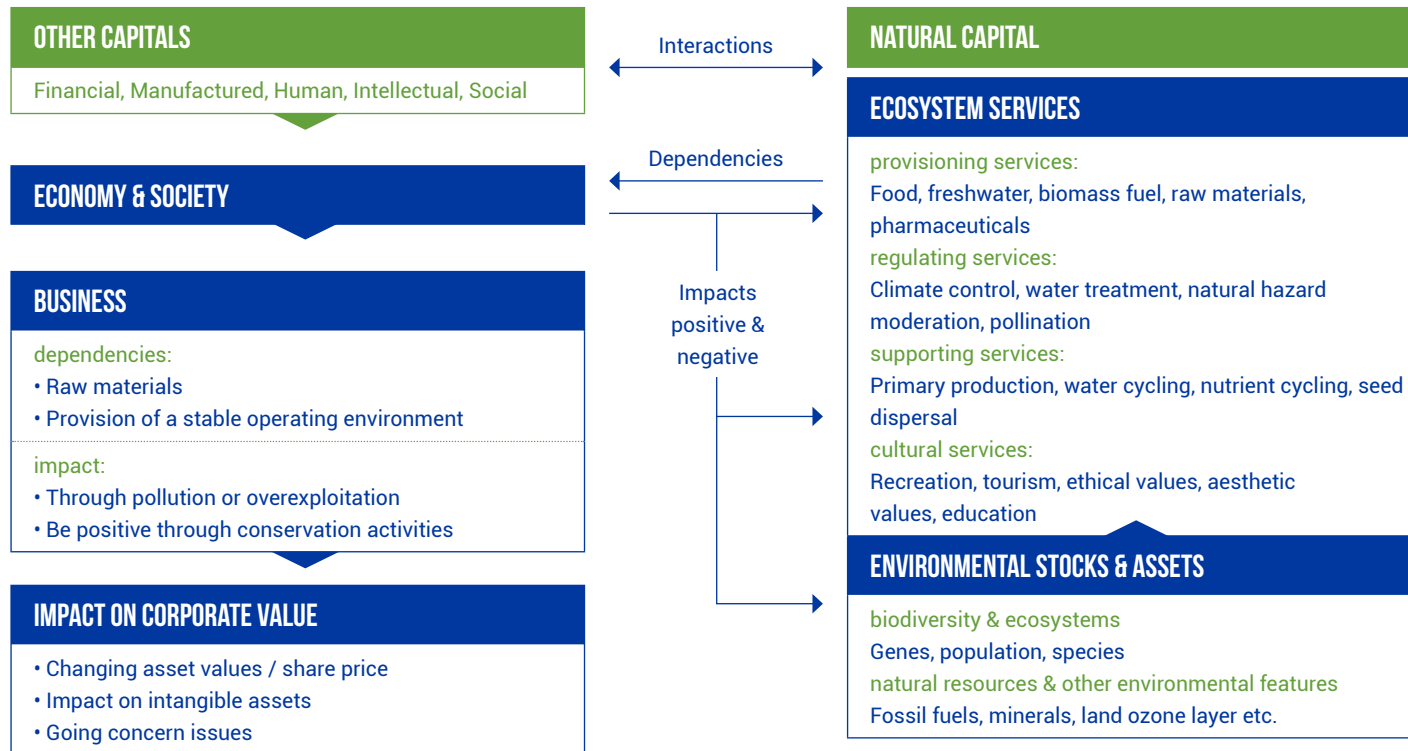 OTHER CAPITALS
Financial, Manufactured, Human, Intellectual, Social
ECONOMY & SOCIETY
BUSINESS
dependencies:
• Raw materials
• Provision of a stable operating environment
impact:
• Through pollution or overexploitation
• Be positive through conservation activities
IMPACT ON CORPORATE VALUE
• Changing asset values / share price
• Impact on intangible assets
• Going concern issues
Interactions
Dependencies
Impacts
positive &
negative
NATURAL CAPITAL
ECOSYSTEM SERVICES
provisioning services:
Food, freshwater, biomass fuel, raw materials,
pharmaceuticals
regulating services:
Climate control, water treatment, natural hazard
moderation, pollination
supporting services:
Primary production, water cycling, nutrient cycling, seed
dispersal
cultural services:
Recreation, tourism, ethical values, aesthetic
values, education
ENVIRONMENTAL STOCKS & ASSETS
biodiversity & ecosystems
Genes, population, species
natural resources & other environmental features
Fossil fuels, minerals, land ozone layer etc.